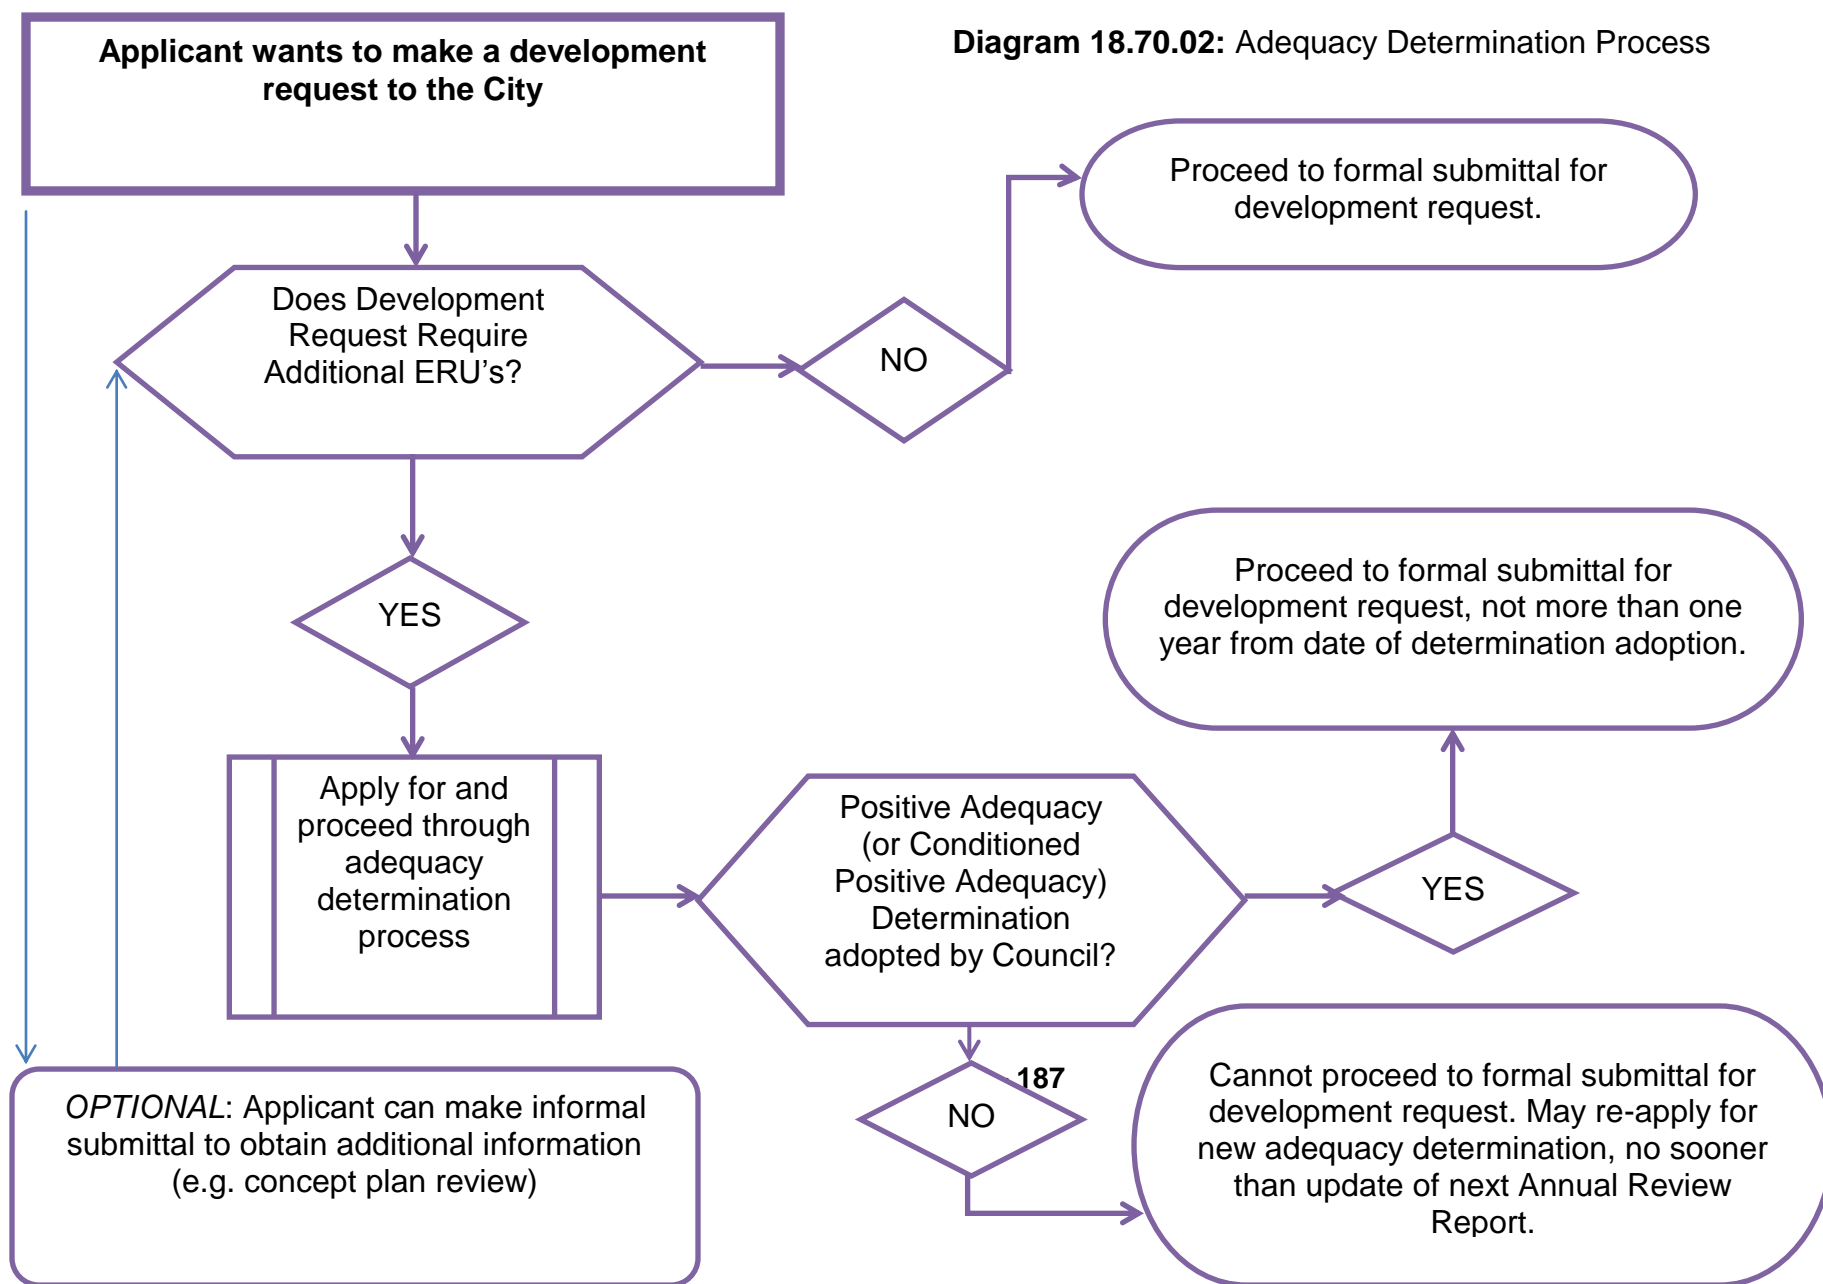 Applicant wants to make a development
request to the City
Diagram 18.70.02: Adequacy Determination Process
Proceed to formal submittal for
development request.
Does Development
Request Require
Additional ERU's?
NO
YES
Proceed to formal submittal for
development request, not more than one
year from date of determination adoption.
Apply for and
proceed through
adequacy
determination
process
Positive Adequacy
(or Conditioned
Positive Adequacy)
Determination
adopted by Council?
YES
187
NO
OPTIONAL: Applicant can make informal
submittal to obtain additional information
(e.g. concept plan review)
Cannot proceed to formal submittal for
development request. May re-apply for
new adequacy determination, no sooner
than update of next Annual Review
Report.